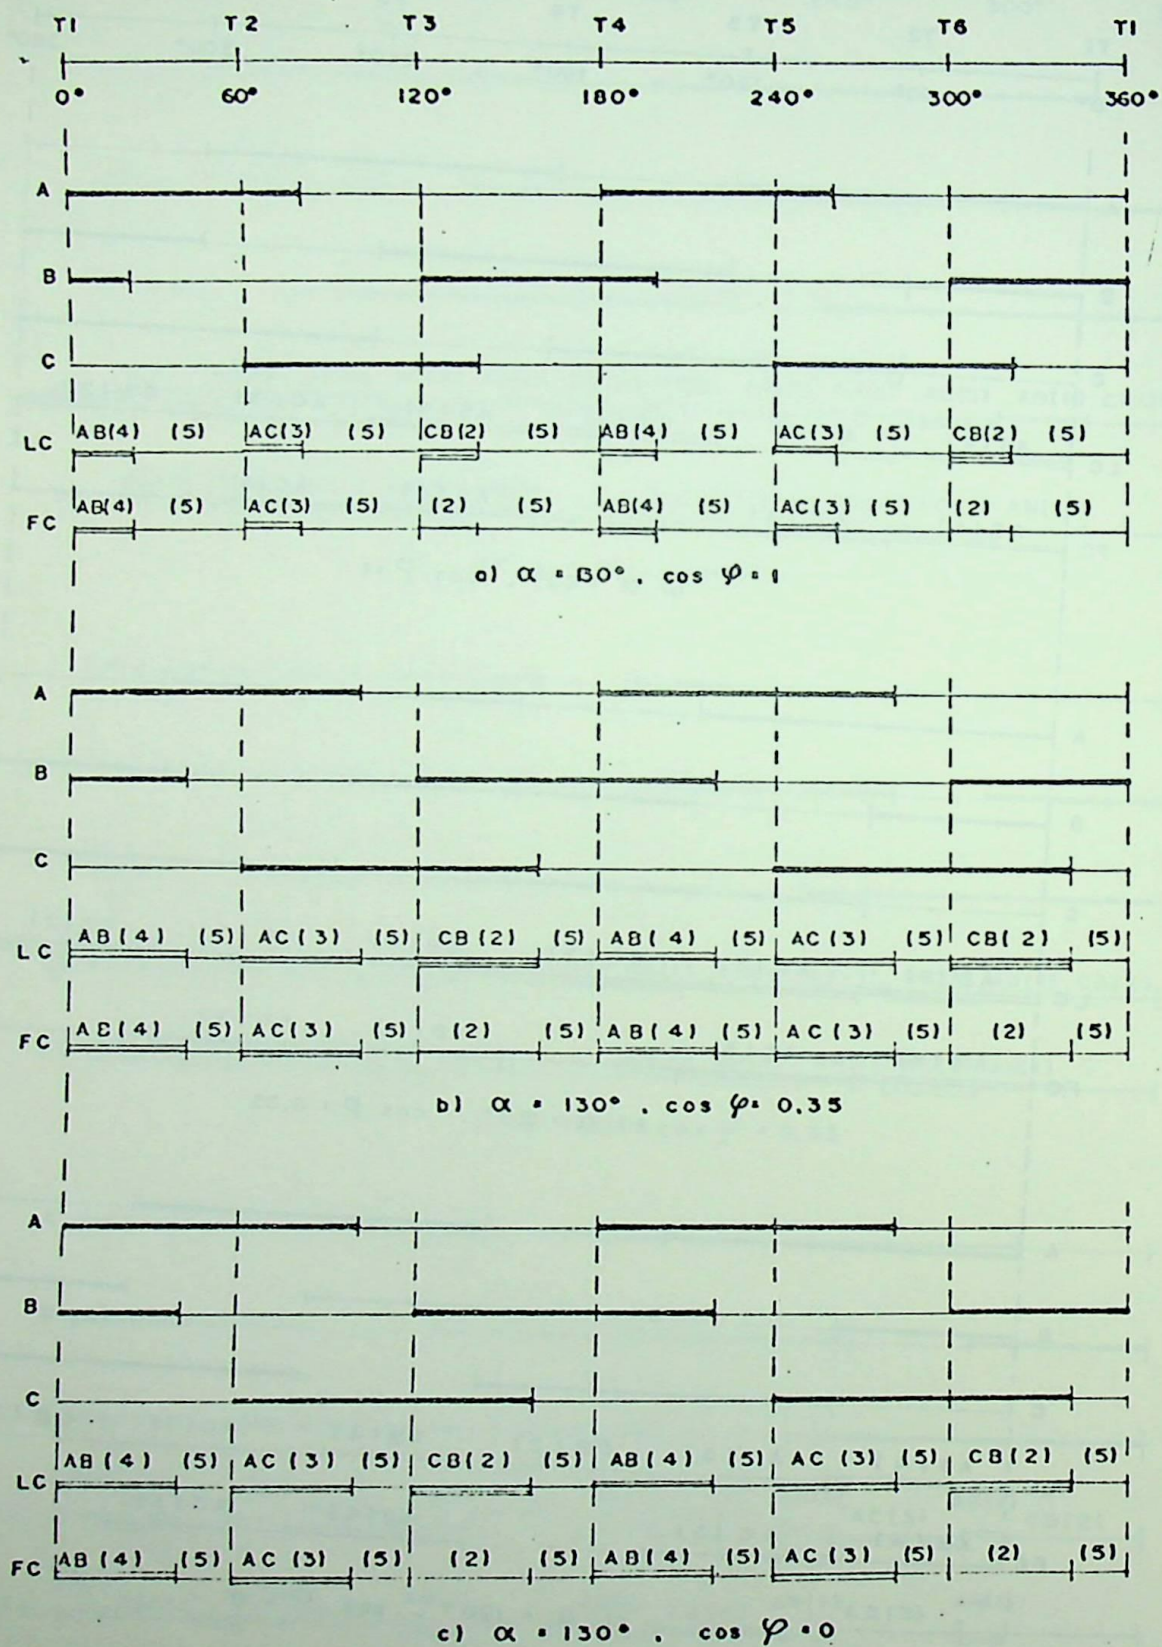 T1 T2 T3 T4 T5 T6 T1
0° 60° 120° 180° 240° 300° 360°
A
B
C
LC AB(4) (5) AC(3) (5) CB(2) (5) AB(4) (5) AC(3) (5) CB(2) (5)
FC AB(4) (5) AC(3) (5) (2) (5) AB(4) (5) AC(3) (5) (2) (5)
a) α = 130°, cos φ = 1
A
B
C
LC AB(4) (5) AC(3) (5) CB(2) (5) AB(4) (5) AC(3) (5) CB(2) (5)
FC AB(4) (5) AC(3) (5) (2) (5) AB(4) (5) AC(3) (5) (2) (5)
b) α = 130°, cos φ = 0.35
A
B
C
LC AB(4) (5) AC(3) (5) CB(2) (5) AB(4) (5) AC(3) (5) CB(2) (5)
FC AB(4) (5) AC(3) (5) (2) (5) AB(4) (5) AC(3) (5) (2) (5)
c) α = 130°, cos φ = 0